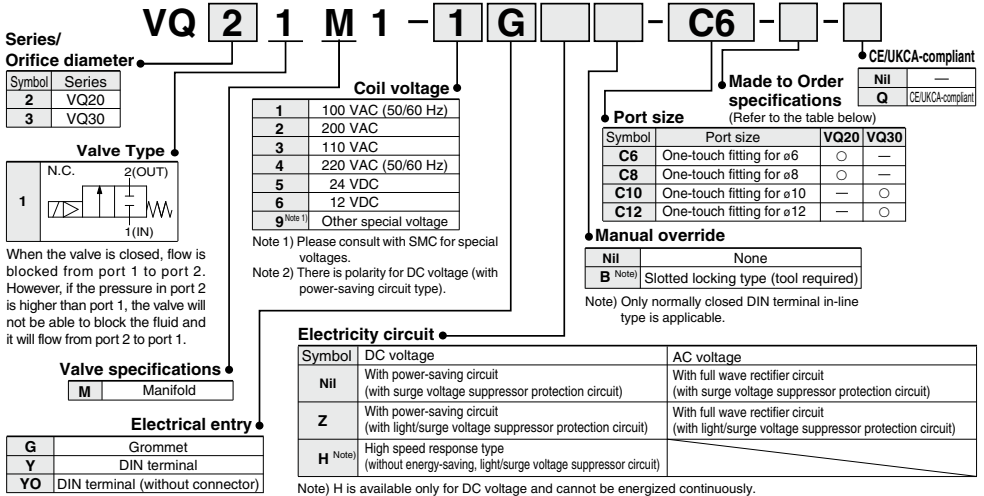 VQ 2 1 M 1 – 1 G – C6 – –
Series/
Orifice diameter
Symbol Series
2 VQ20
3 VQ30
Valve Type
1
N.C.
2(OUT)
1(IN)
When the valve is closed, flow is
blocked from port 1 to port 2.
However, if the pressure in port 2
is higher than port 1, the valve will
not be able to block the fluid and
it will flow from port 2 to port 1.
Valve specifications
M Manifold
Electrical entry
G Grommet
Y DIN terminal
YO DIN terminal (without connector)
Coil voltage
1 100 VAC (50/60 Hz)
2 200 VAC
3 110 VAC
4 220 VAC (50/60 Hz)
5 24 VDC
6 12 VDC
9 Note 1) Other special voltage
Note 1) Please consult with SMC for special
voltages.
Note 2) There is polarity for DC voltage (with
power-saving circuit type).
CE/UKCA-compliant
Nil —
Q CE/UKCA-compliant
Made to Order
specifications
(Refer to the table below)
Port size
Symbol Port size VQ20 VQ30
C6 One-touch fitting for ø6 ○ —
C8 One-touch fitting for ø8 ○ —
C10 One-touch fitting for ø10 — ○
C12 One-touch fitting for ø12 — ○
Manual override
Nil None
B Note) Slotted locking type (tool required)
Note) Only normally closed DIN terminal in-line
type is applicable.
Electricity circuit
Symbol DC voltage AC voltage
Nil With power-saving circuit
(with surge voltage suppressor protection circuit)
With full wave rectifier circuit
(with surge voltage suppressor protection circuit)
Z With power-saving circuit
(with light/surge voltage suppressor protection circuit)
With full wave rectifier circuit
(with light/surge voltage suppressor protection circuit)
H Note) High speed response type
(without energy-saving, light/surge voltage suppressor circuit)
Note) H is available only for DC voltage and cannot be energized continuously.